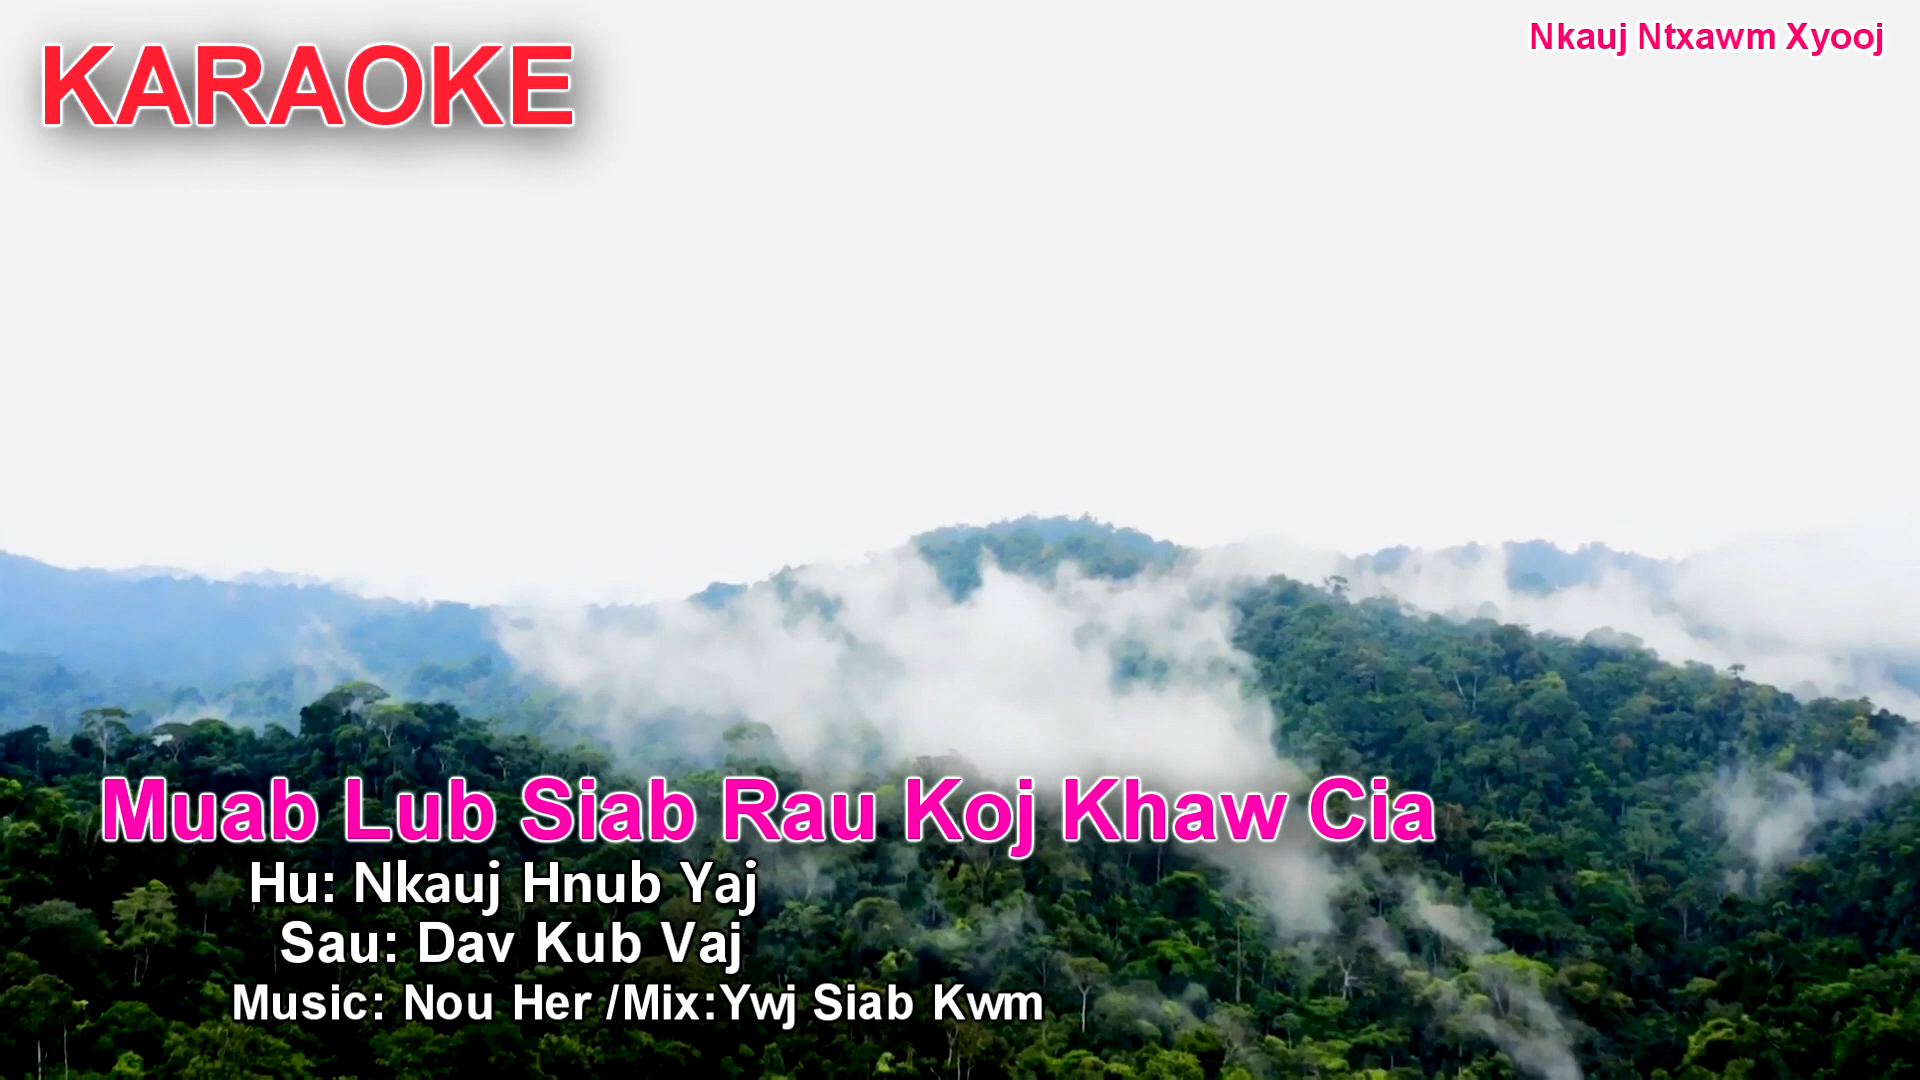 KARAOKE
Nkauj Ntxawm Xyooj
Muab Lub Siab Rau Koj Khaw Cia
Hu: Nkauj Hnub Yaj
Sau: Dav Kub Vaj
Music: Nou Her /Mix:Ywj Siab Kwm